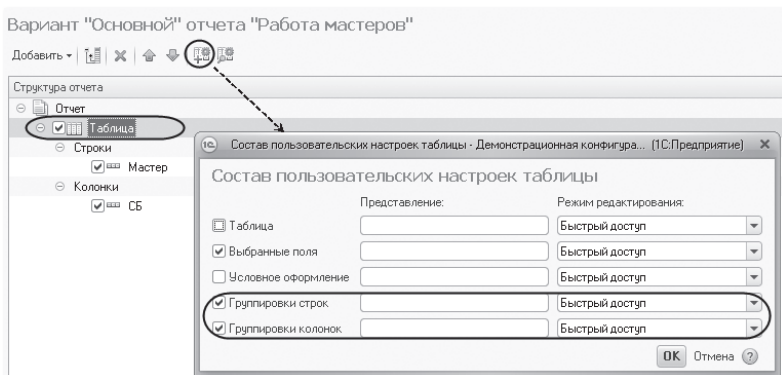 Вариант "Основной" отчета "Работа мастеров"
Добавить
Структура отчета
Отчет
Таблица
Строки
Мастер
Колонки
СБ
Состав пользовательских настроек таблицы - Демонстрационная конфигура... (1С:Предприятие)
Состав пользовательских настроек таблицы
Представление: Режим редактирования:
Таблица Быстрый доступ
Выбранные поля Быстрый доступ
Условное оформление Быстрый доступ
Группировки строк Быстрый доступ
Группировки колонок Быстрый доступ
ОК Отмена ?